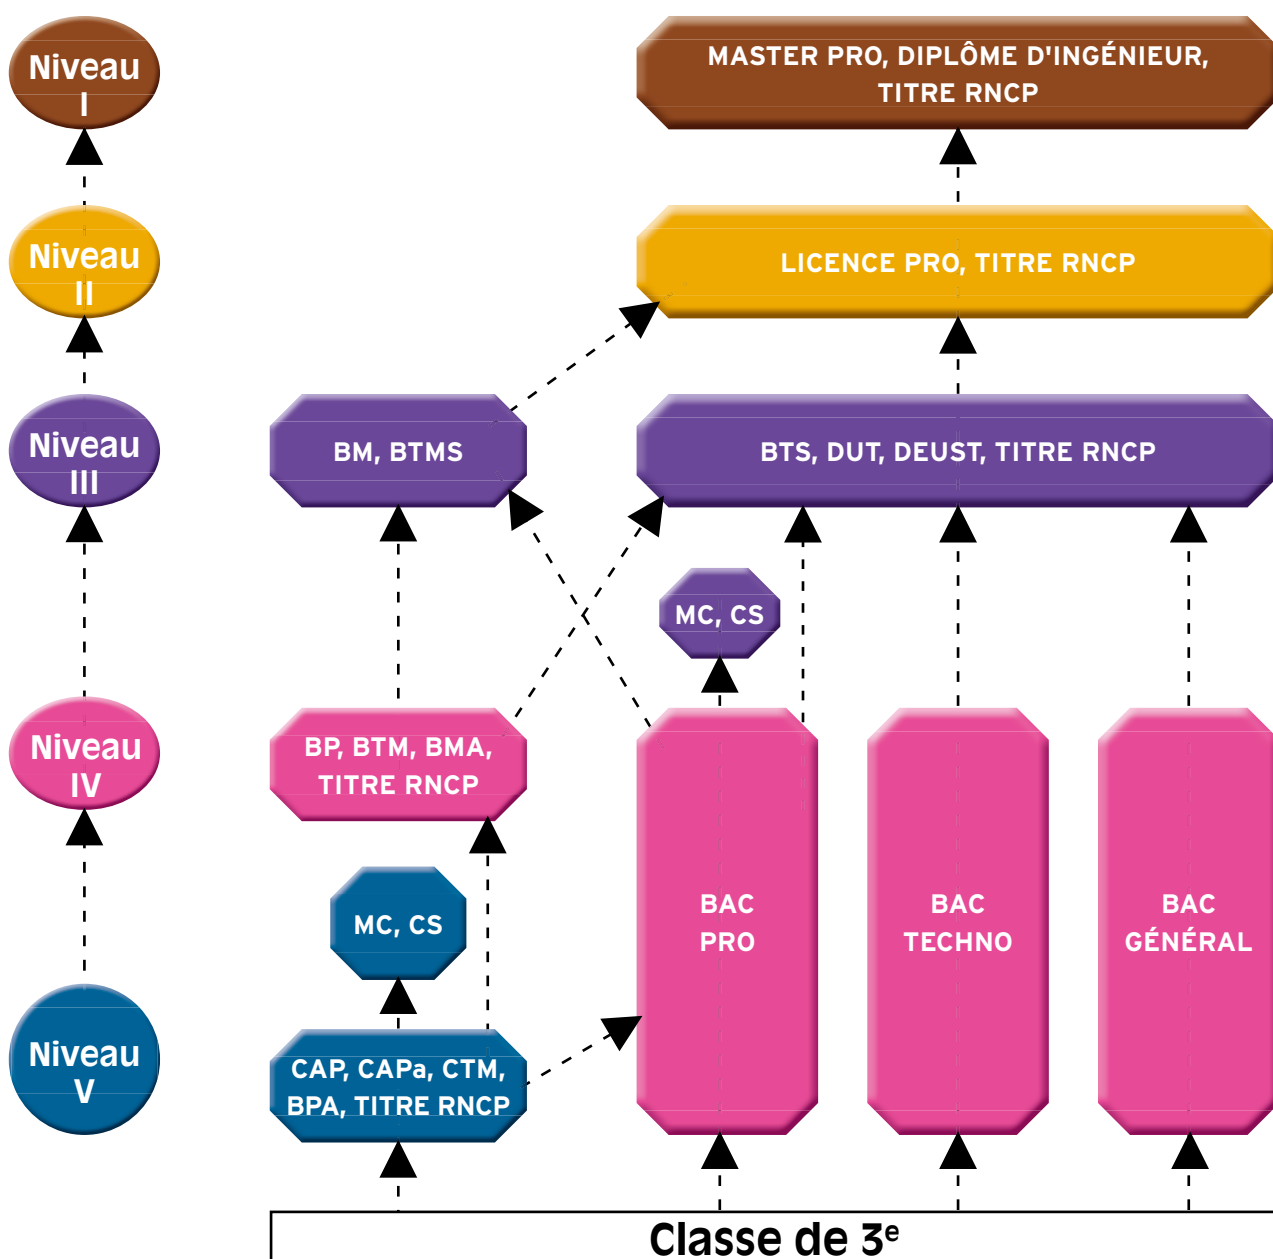 Niveau
I
MASTER PRO, DIPLÔME D'INGÉNIEUR,
TITRE RNCP
Niveau
II
LICENCE PRO, TITRE RNCP
Niveau
III
BM, BTMS
BTS, DUT, DEUST, TITRE RNCP
MC, CS
Niveau
IV
BP, BTM, BMA,
TITRE RNCP
BAC
PRO
BAC
TECHNO
BAC
GÉNÉRAL
MC, CS
Niveau
V
CAP, CAPa, CTM,
BPA, TITRE RNCP
Classe de 3e